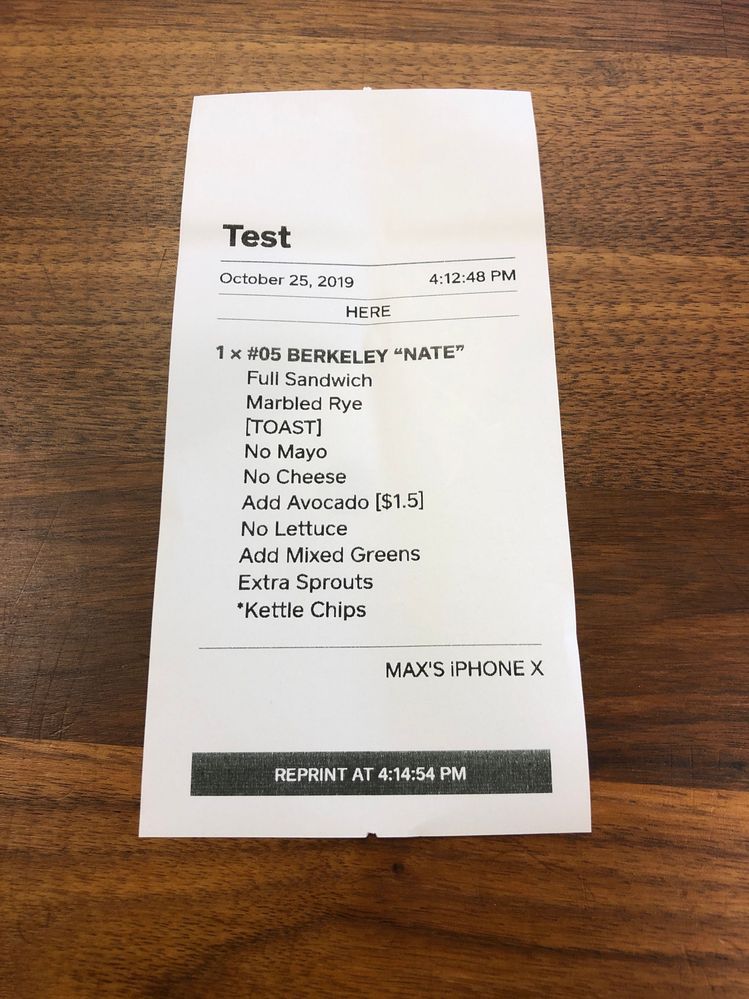 Test
October 25, 2019 4:12:48 PM
HERE
1 × #05 BERKELEY “NATE”
Full Sandwich
Marbled Rye
[TOAST]
No Mayo
No Cheese
Add Avocado [$1.5]
No Lettuce
Add Mixed Greens
Extra Sprouts
*Kettle Chips
MAX'S iPHONE X
REPRINT AT 4:14:54 PM